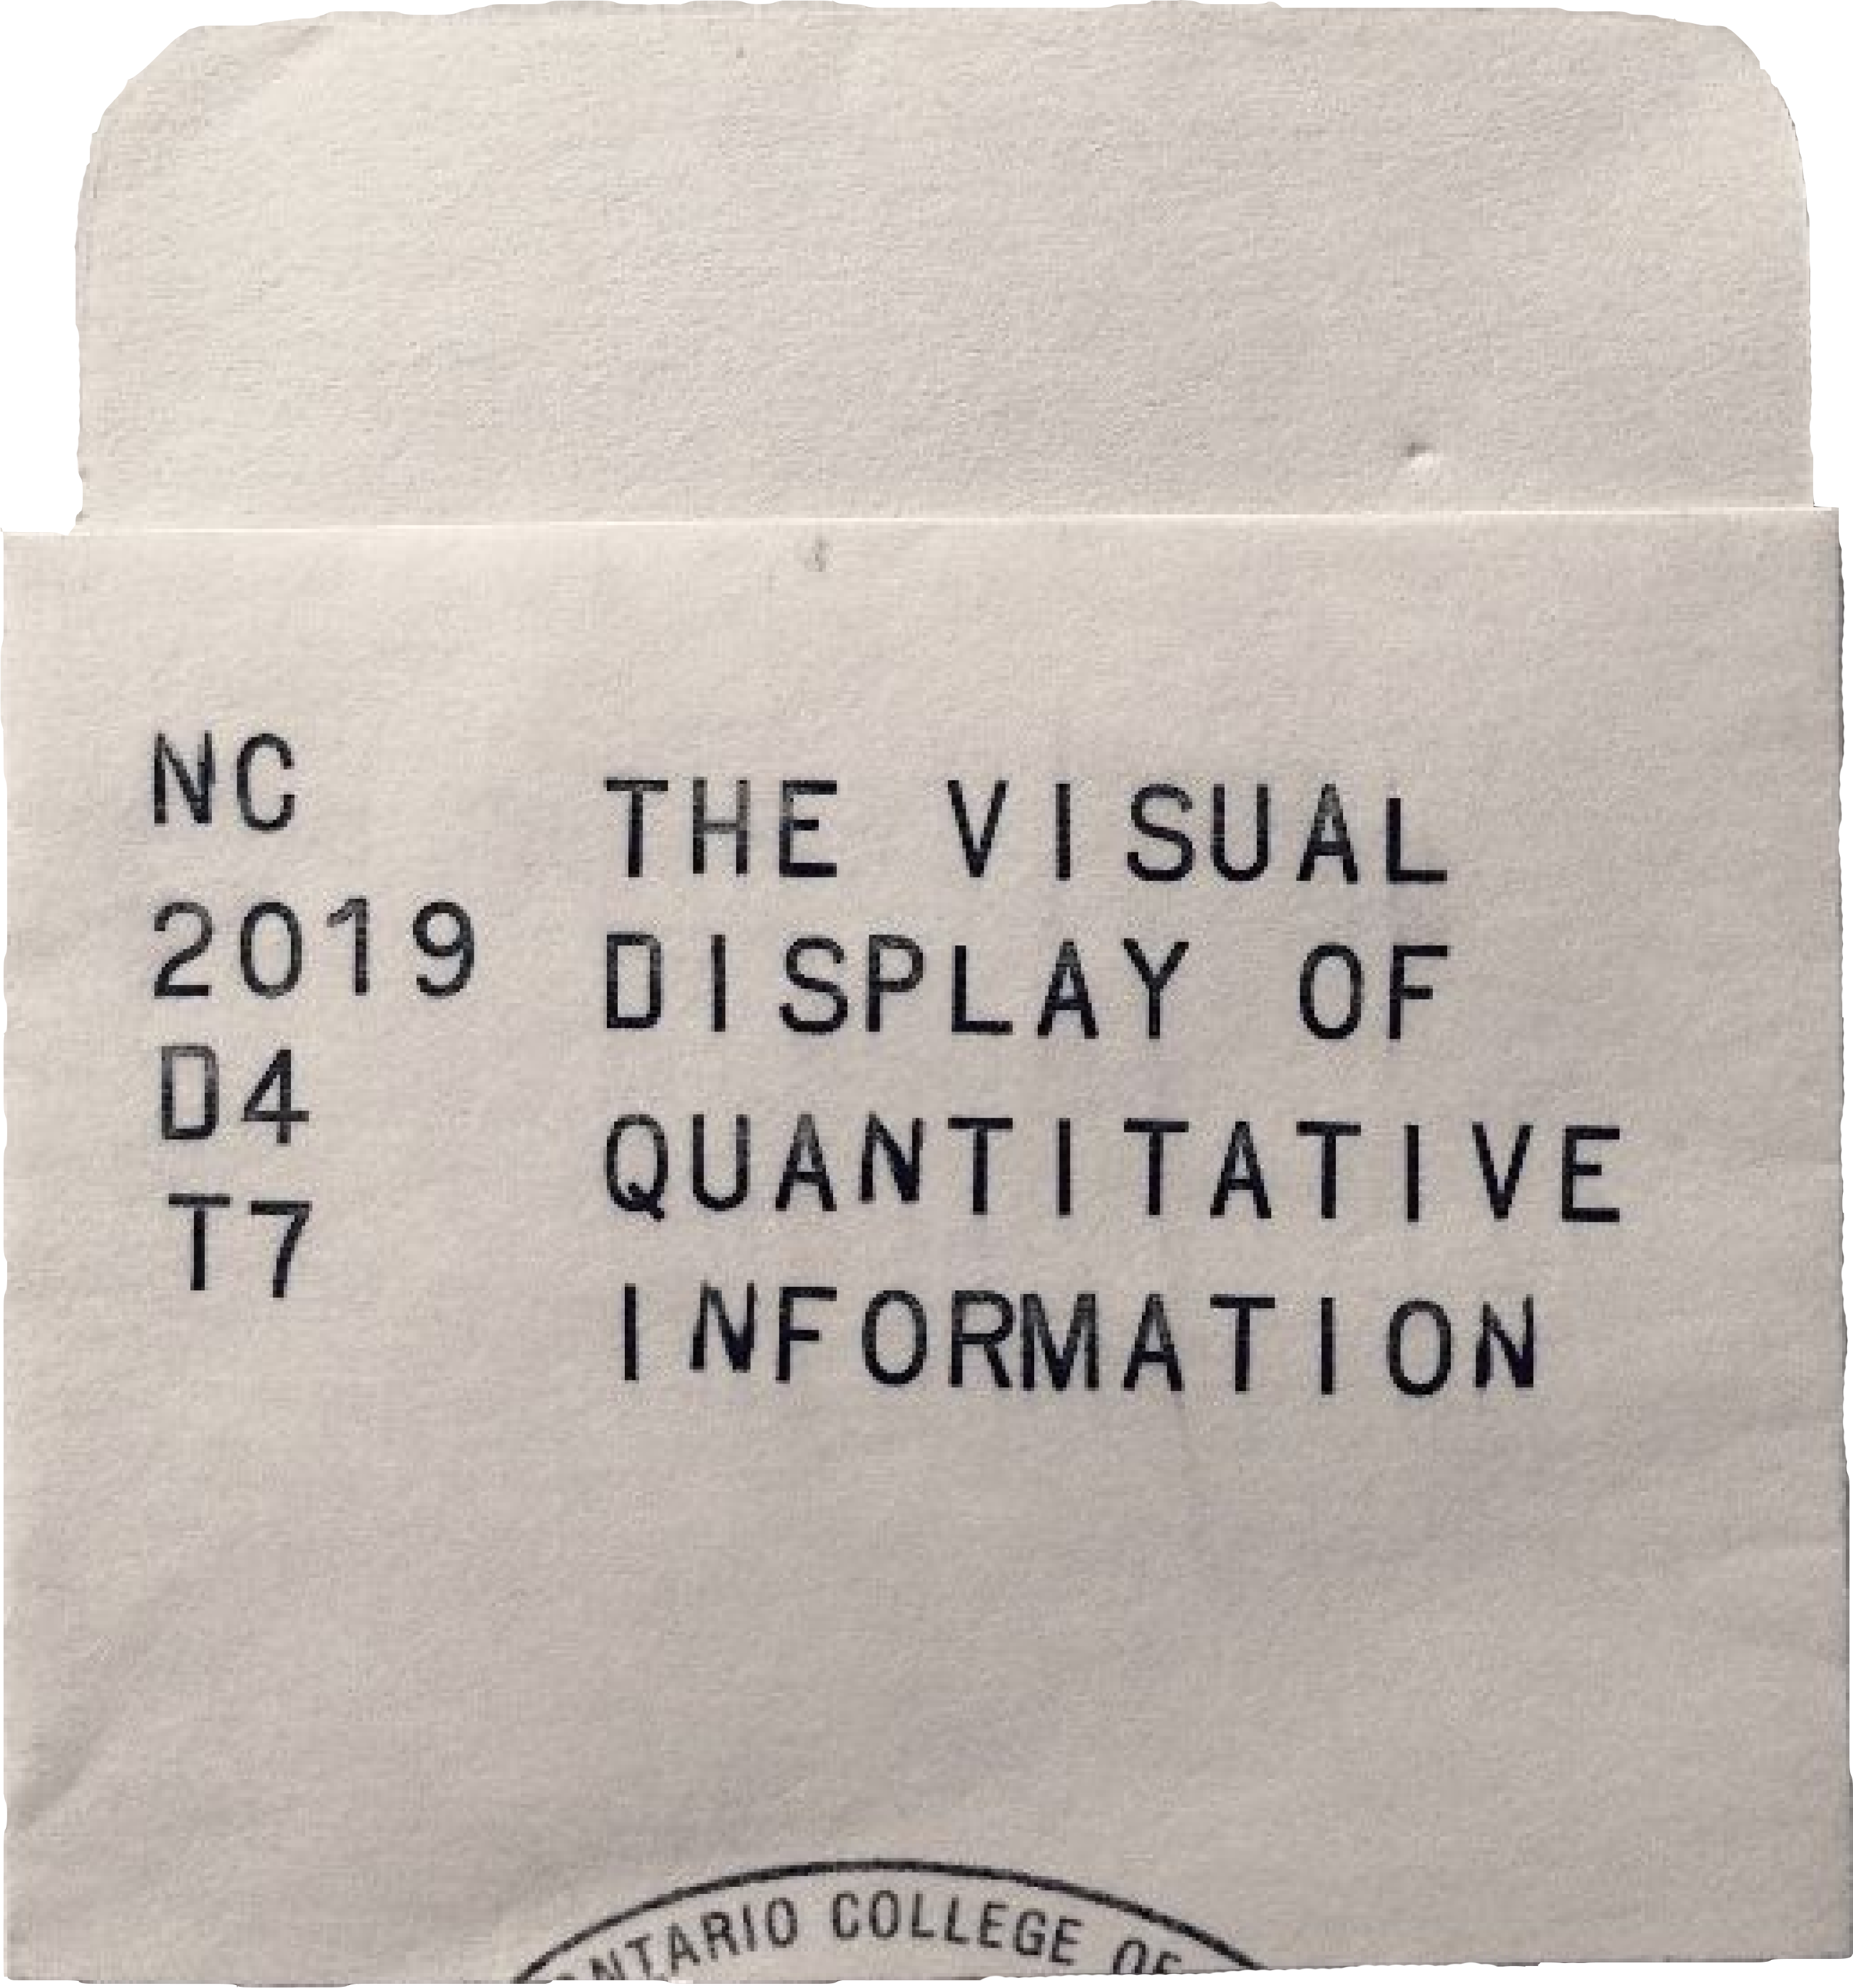 NC
2019
D4
T7
THE VISUAL
DISPLAY OF
QUANTITATIVE
INFORMATION
ONTARIO COLLEGE OF